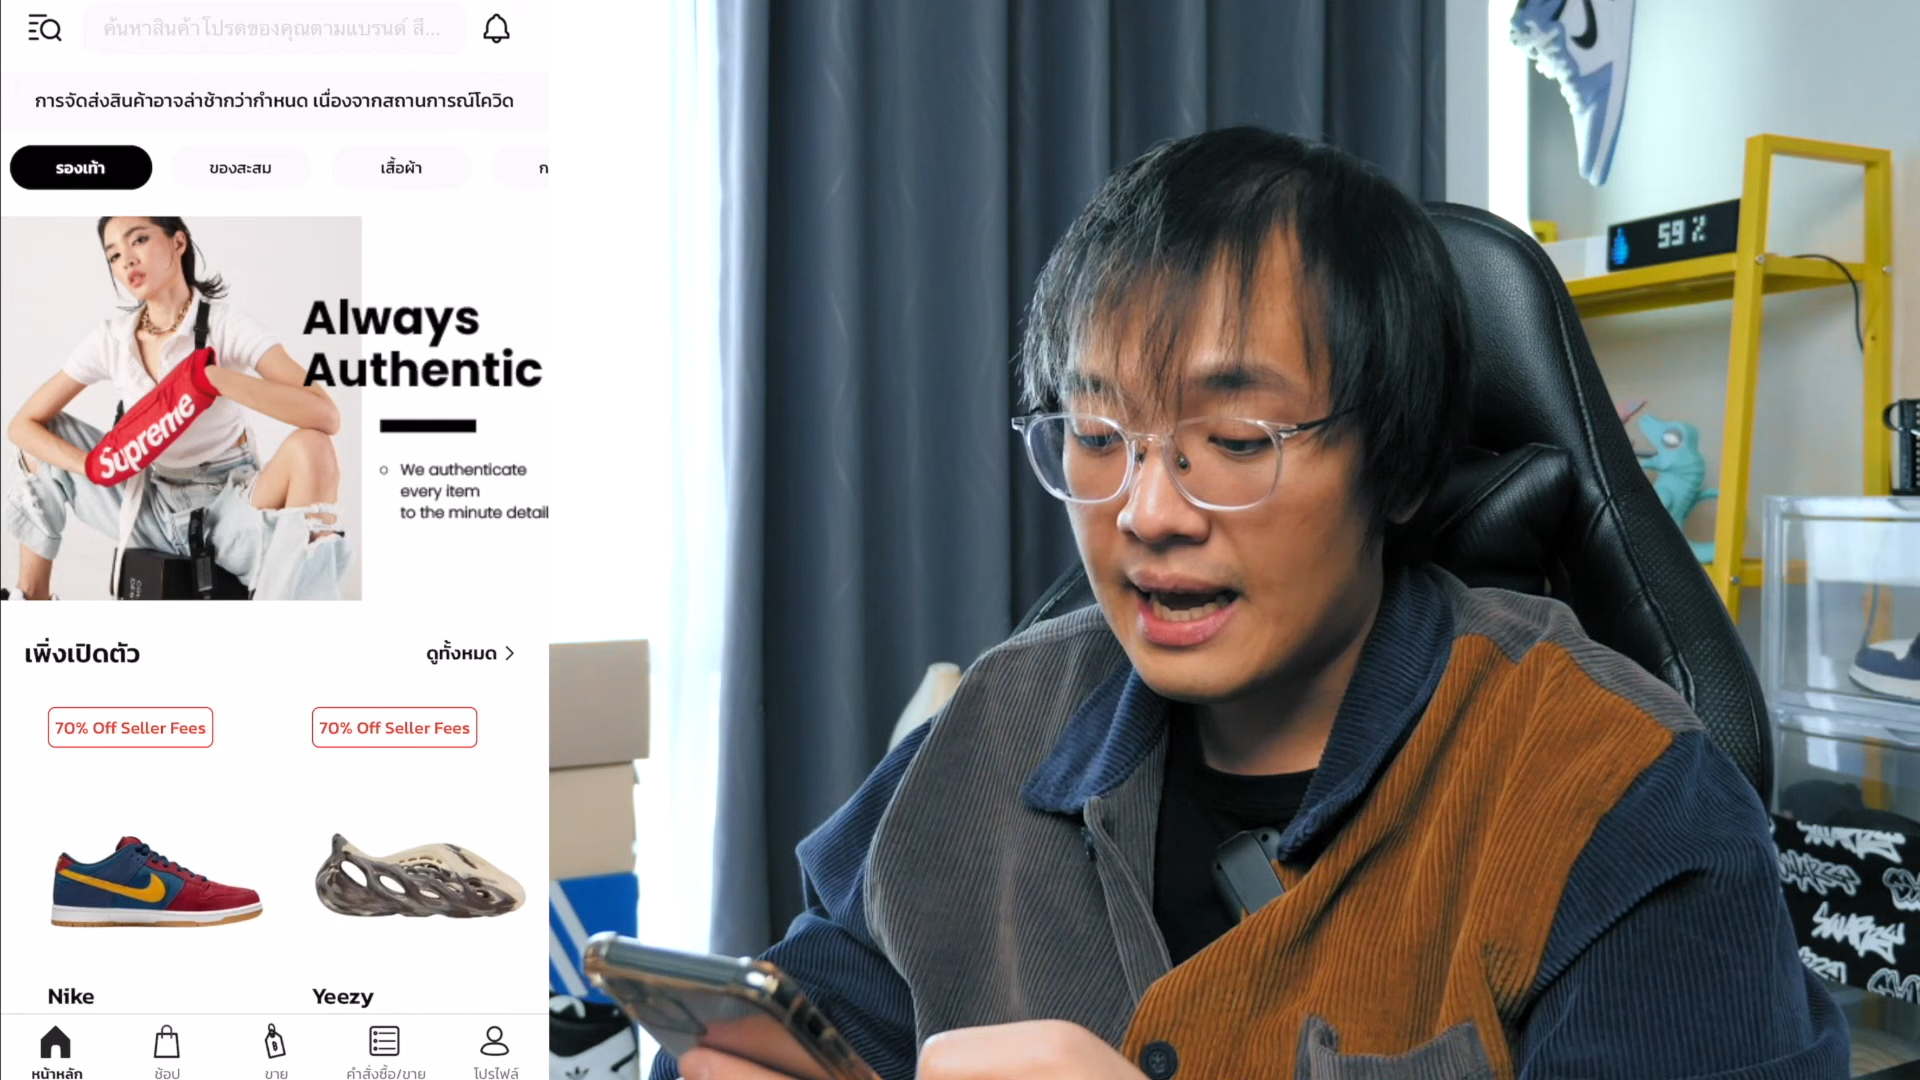 ค้นหาสินค้าโปรดของคุณตามแบรนด์ สี...
การจัดส่งสินค้าอาจล่าช้ากว่ากำหนด เนื่องจากสถานการณ์โควิด
รองเท้า
ของสะสม
เสื้อผ้า
ก
Always
Authentic
We authenticate
every item
to the minute detail
Supreme
เพิ่งเปิดตัว
ดูทั้งหมด
70% Off Seller Fees
70% Off Seller Fees
Nike
Yeezy
หน้าหลัก
ช้อป
ขาย
คำสั่งซื้อ/ขาย
โปรไฟล์